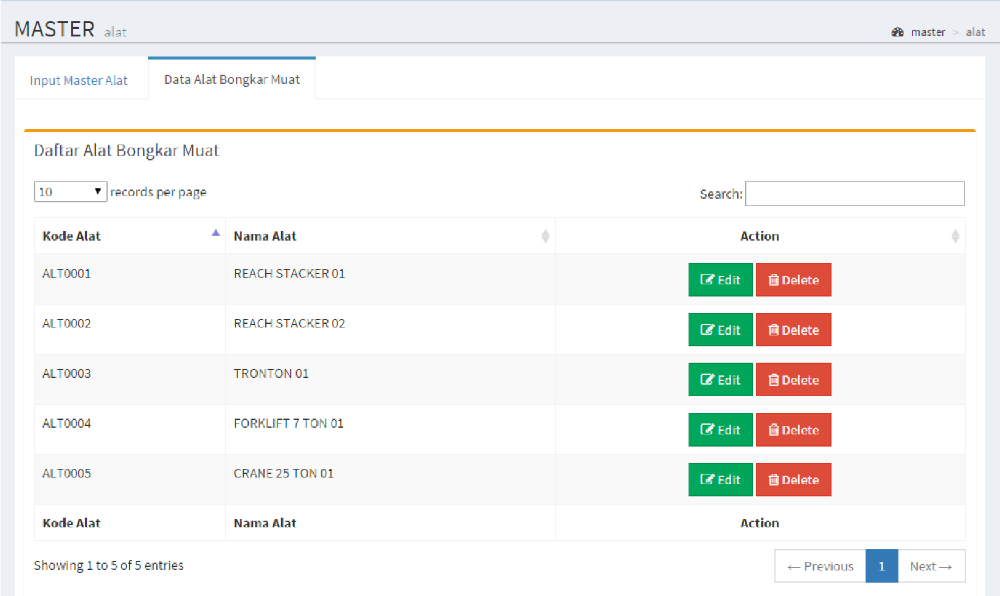 MASTER alat
master > alat
Input Master Alat
Data Alat Bongkar Muat
Daftar Alat Bongkar Muat
10 records per page
Search:
Kode Alat Nama Alat Action
ALT0001 REACH STACKER 01 Edit Delete
ALT0002 REACH STACKER 02 Edit Delete
ALT0003 TRONTON 01 Edit Delete
ALT0004 FORKLIFT 7 TON 01 Edit Delete
ALT0005 CRANE 25 TON 01 Edit Delete
Kode Alat Nama Alat Action
Showing 1 to 5 of 5 entries
← Previous 1 Next →